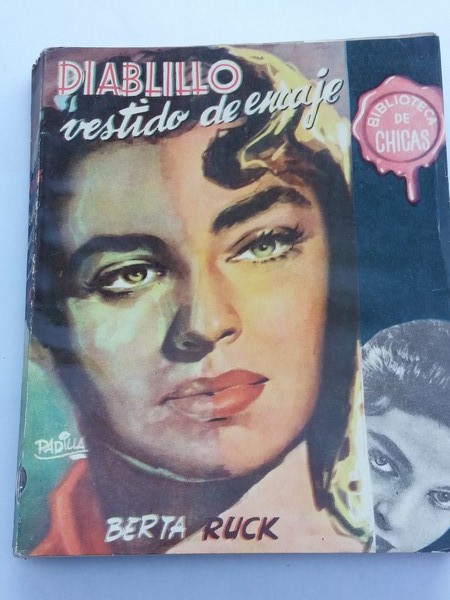 DIABLILLO
vestido de encaje
BIBLIOTECA
DE
CHICAS
PADILLA
BERTA RUCK